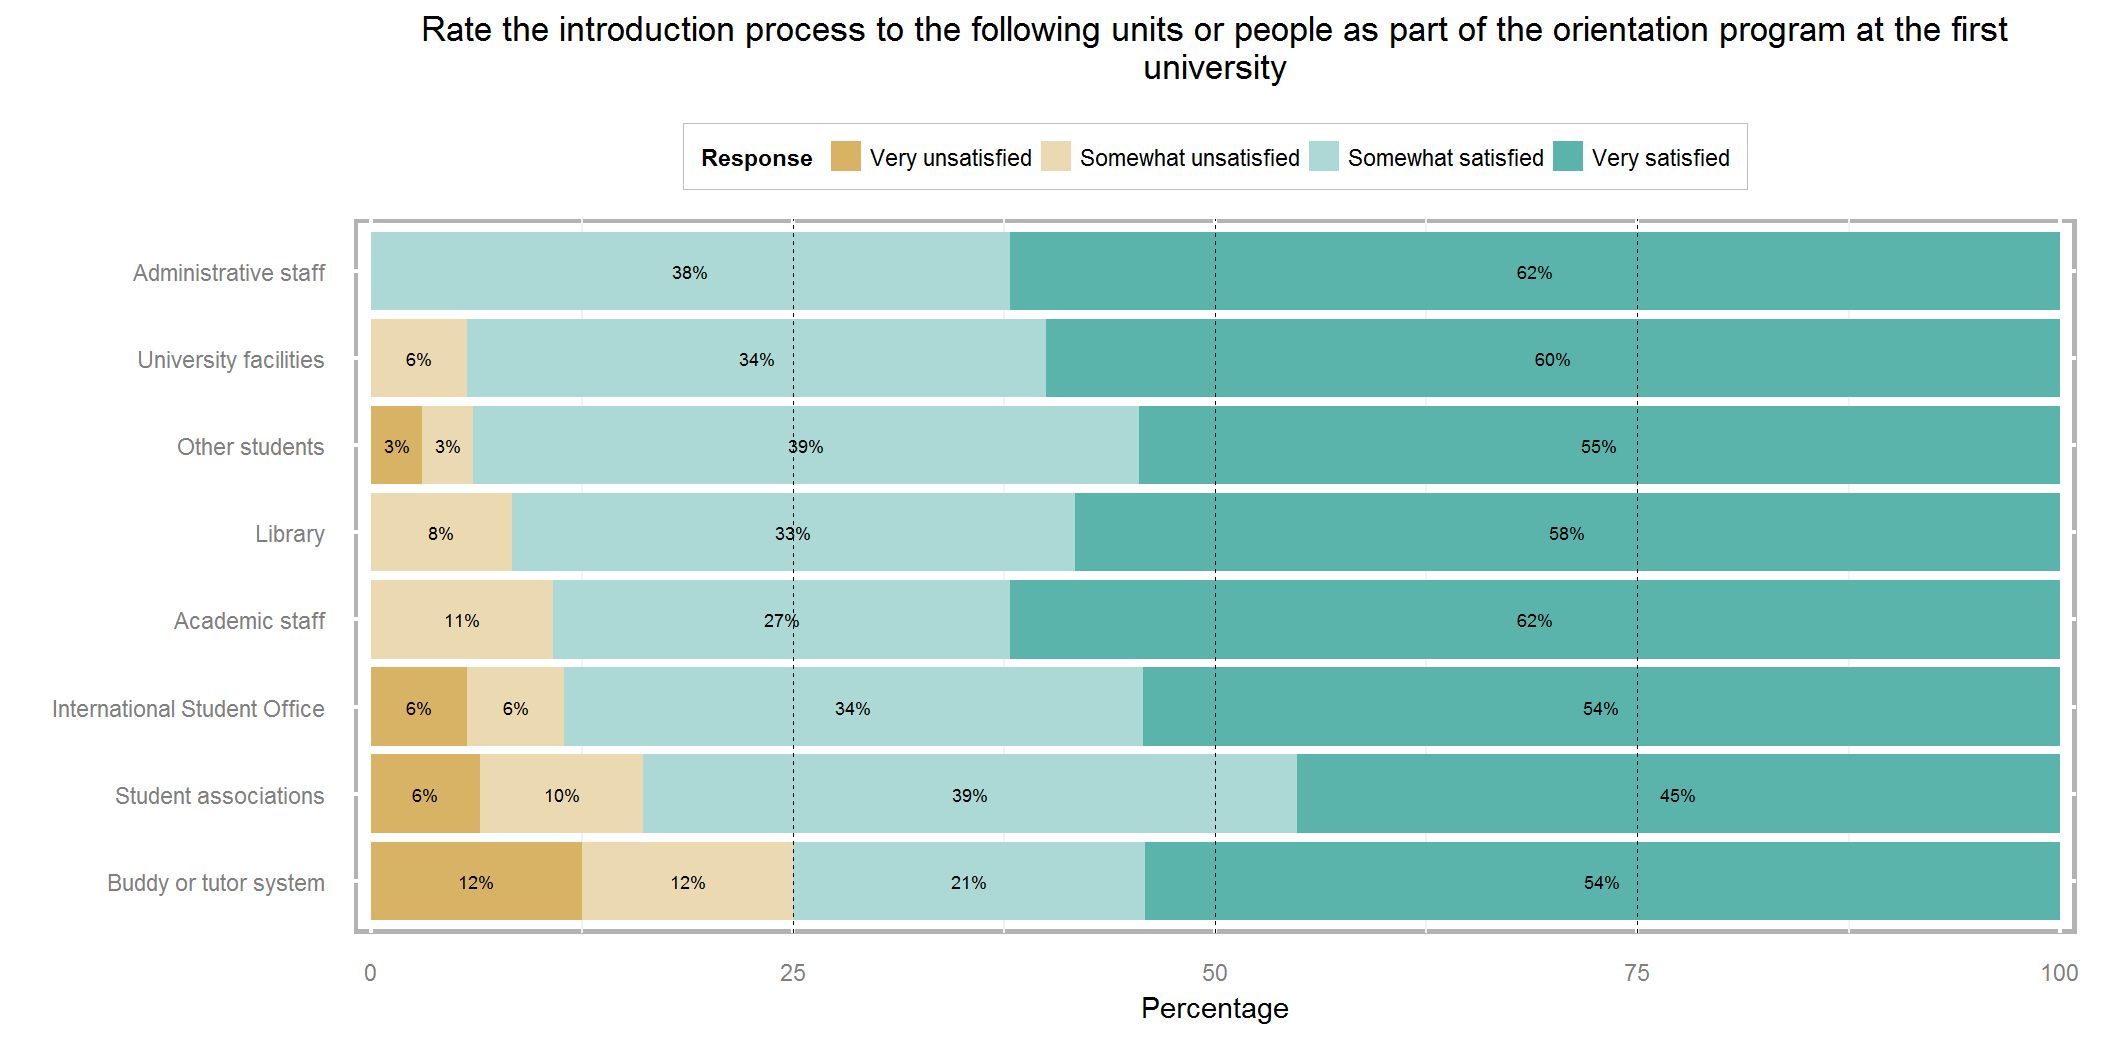 Rate the introduction process to the following units or people as part of the orientation program at the first
university
Response Very unsatisfied Somewhat unsatisfied Somewhat satisfied Very satisfied
Administrative staff 38% 62%
University facilities 6% 34% 60%
Other students 3% 3% 39% 55%
Library 8% 33% 58%
Academic staff 11% 27% 62%
International Student Office 6% 6% 34% 54%
Student associations 6% 10% 39% 45%
Buddy or tutor system 12% 12% 21% 54%
0 25 50 75 100
Percentage